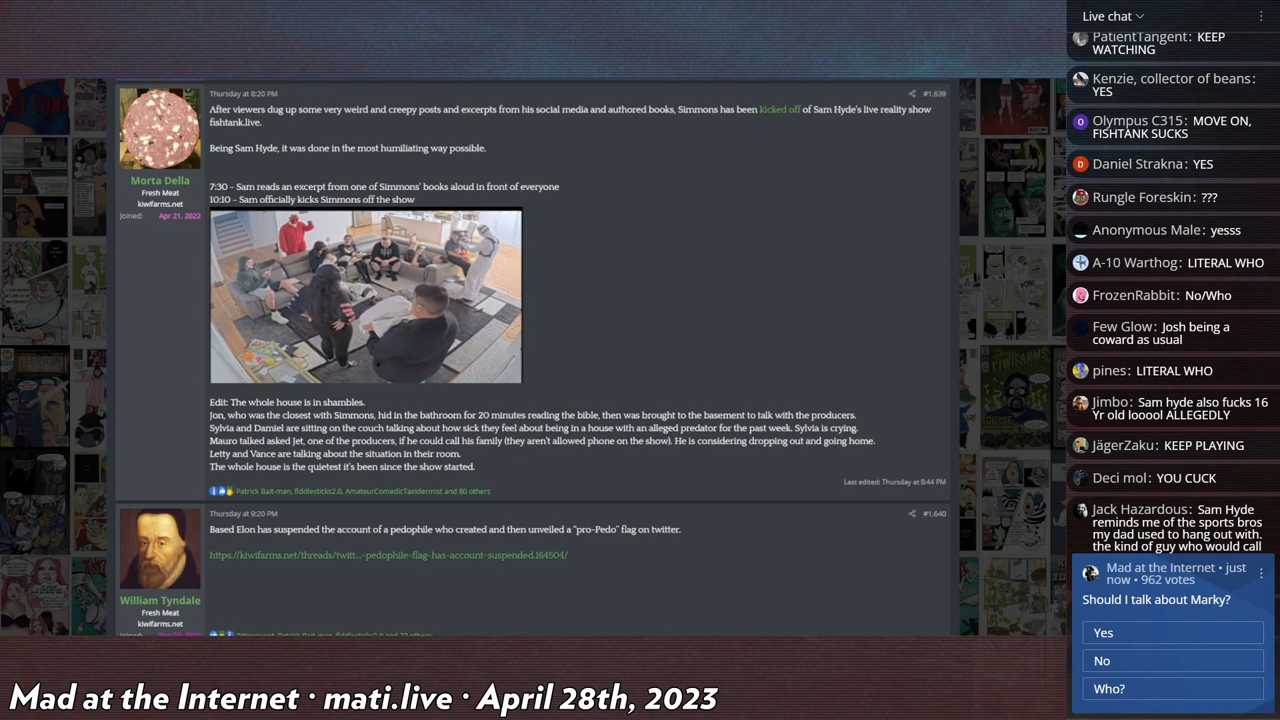 Thursday at 8:20 PM
#1,639
Morta Della
Fresh Meat
kiwifarms.net
Joined: Apr 21, 2022
After viewers dug up some very weird and creepy posts and excerpts from his social media and authored books, Simmons has been kicked off of Sam Hyde's live reality show
fishtank.live.
Being Sam Hyde, it was done in the most humiliating way possible.
7:30 - Sam reads an excerpt from one of Simmons' books aloud in front of everyone
10:10 - Sam officially kicks Simmons off the show
Edit: The whole house is in shambles.
Jon, who was the closest with Simmons, hid in the bathroom for 20 minutes reading the bible, then was brought to the basement to talk with the producers.
Sylvia and Damiel are sitting on the couch talking about how sick they feel about being in a house with an alleged predator for the past week. Sylvia is crying.
Mauro talked asked Jet, one of the producers, if he could call his family (they aren't allowed phone on the show). He is considering dropping out and going home.
Letty and Vance are talking about the situation in their room.
The whole house is the quietest it's been since the show started.
Last edited: Thursday at 8:44 PM
Patrick Bait-man, fiddlesticks2.0, AmateurComedicTaxidermist and 80 others
Thursday at 9:20 PM
#1,640
William Tyndale
Fresh Meat
kiwifarms.net
Based Elon has suspended the account of a pedophile who created and then unveiled a "pro-Pedo" flag on twitter.
https://kiwifarms.net/threads/twitt...-pedophile-flag-has-account-suspended.164504/
Live chat
PatientTangent: KEEP
WATCHING
Kenzie, collector of beans:
YES
Olympus C315: MOVE ON,
FISHTANK SUCKS
Daniel Strakna: YES
Rungle Foreskin: ???
Anonymous Male: yesss
A-10 Warthog: LITERAL WHO
FrozenRabbit: No/Who
Few Glow: Josh being a
coward as usual
pines: LITERAL WHO
Jimbo: Sam hyde also fucks 16
Yr old looool ALLEGEDLY
JägerZaku: KEEP PLAYING
Deci mol: YOU CUCK
Jack Hazardous: Sam Hyde
reminds me of the sports bros
my dad used to hang out with.
the kind of guy who would call
Mad at the Internet • just
now • 962 votes
Should I talk about Marky?
Yes
No
Who?
Mad at the Internet · mati.live · April 28th, 2023